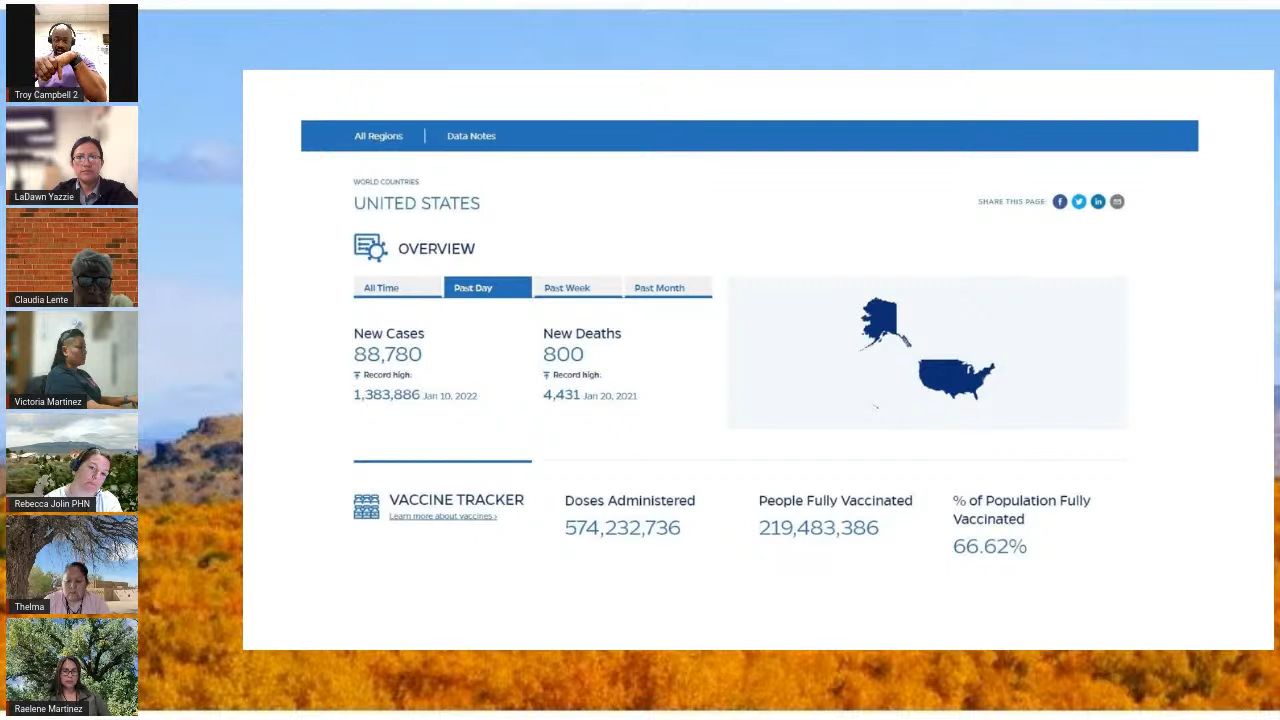 Troy Campbell 2
LaDawn Yazzie
Claudia Lente
Victoria Martinez
Rebecca Jolin PHN
Thelma
Raelene Martinez
All Regions | Data Notes
WORLD COUNTRIES
UNITED STATES
SHARE THIS PAGE:
OVERVIEW
All Time Past Day Past Week Past Month
New Cases New Deaths
88,780 800
Record high: Record high:
1,383,886 Jan 10, 2022 4,431 Jan 20, 2021
VACCINE TRACKER
Learn more about vaccines ›
Doses Administered
574,232,736
People Fully Vaccinated
219,483,386
% of Population Fully
Vaccinated
66.62%